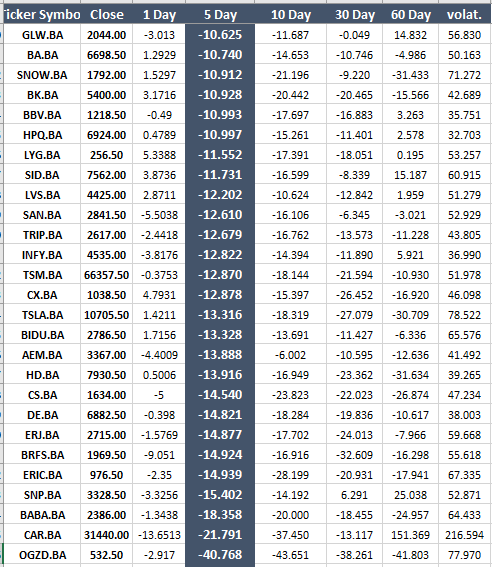 icker Symbo Close 1 Day 5 Day 10 Day 30 Day 60 Day volat.
GLW.BA 2044.00 -3.013 -10.625 -11.687 -0.049 14.832 56.830
BA.BA 6698.50 1.2929 -10.740 -14.653 -10.746 -4.986 50.163
SNOW.BA 1792.00 1.5297 -10.912 -21.196 -9.220 -31.433 71.272
BK.BA 5400.00 3.1716 -10.928 -20.442 -20.465 -15.566 42.689
BBV.BA 1218.50 -0.49 -10.993 -17.697 -16.883 3.263 35.751
HPQ.BA 6924.00 0.4789 -10.997 -15.261 -11.401 2.578 32.703
LYG.BA 256.50 5.3388 -11.552 -17.391 -18.051 0.195 53.257
SID.BA 7562.00 3.8736 -11.731 -16.599 -8.339 15.187 60.915
LVS.BA 4425.00 2.8711 -12.202 -10.624 -12.842 1.959 51.279
SAN.BA 2841.50 -5.5038 -12.610 -16.106 -6.345 -3.021 52.929
TRIP.BA 2617.00 -2.4418 -12.679 -16.762 -13.573 -11.228 43.805
INFY.BA 4535.00 -3.8176 -12.822 -14.394 -11.890 5.921 36.990
TSM.BA 66357.50 -0.3753 -12.870 -18.144 -21.594 -10.930 51.978
CX.BA 1038.50 4.7931 -12.878 -15.397 -26.452 -16.920 46.098
TSLA.BA 10705.50 1.4211 -13.316 -18.319 -27.079 -30.709 78.522
BIDU.BA 2786.50 1.7156 -13.328 -13.691 -11.427 -6.336 65.576
AEM.BA 3367.00 -4.4009 -13.888 -6.002 -10.595 -12.636 41.492
HD.BA 7930.50 0.5006 -13.916 -16.949 -23.362 -31.634 39.265
CS.BA 1634.00 -5 -14.540 -23.823 -22.023 -26.874 47.234
DE.BA 6882.50 -0.398 -14.821 -18.284 -19.836 -10.617 38.003
ERJ.BA 2715.00 -1.5769 -14.877 -17.702 -24.013 -7.966 59.668
BRFS.BA 1969.50 -9.051 -14.924 -16.916 -32.609 -16.298 55.618
ERIC.BA 976.50 -2.35 -14.939 -28.199 -20.931 -17.941 67.335
SNP.BA 3328.50 -3.3256 -15.402 -14.192 6.291 25.038 52.871
BABA.BA 2386.00 -1.3438 -18.358 -20.000 -18.455 -24.957 64.433
CAR.BA 31440.00 -13.6513 -21.791 -37.450 -13.117 151.369 216.594
OGZD.BA 532.50 -2.917 -40.768 -43.651 -38.261 -41.803 77.970